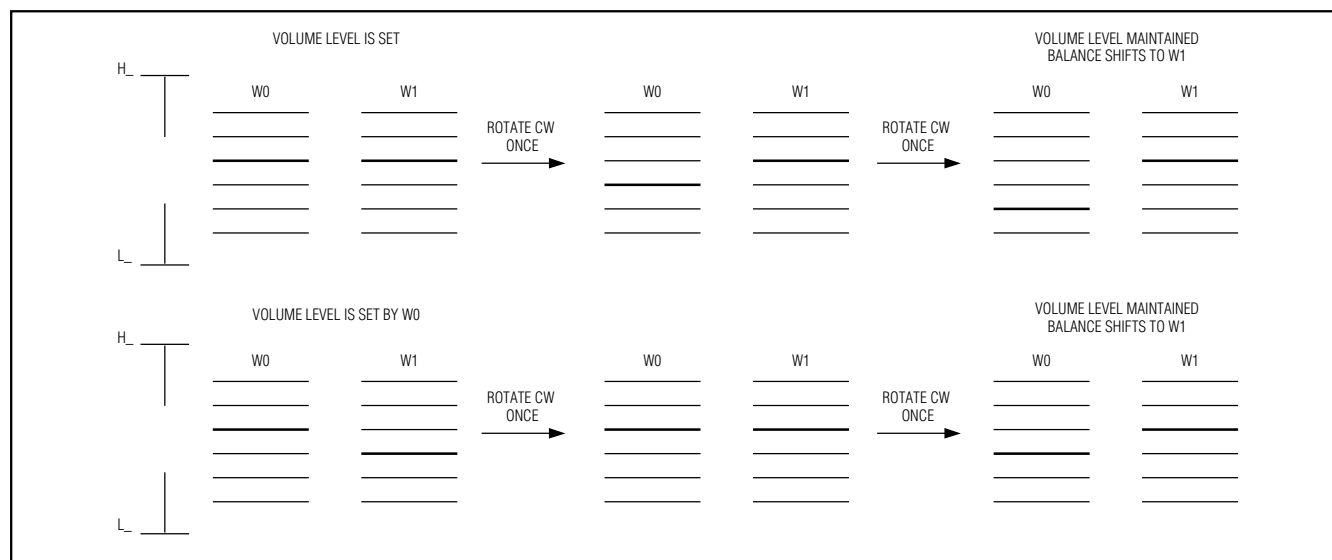 VOLUME LEVEL IS SET
VOLUME LEVEL MAINTAINED
BALANCE SHIFTS TO W1
H_
W0
W1
W0
W1
W0
W1
ROTATE CW
ONCE
ROTATE CW
ONCE
L_
VOLUME LEVEL IS SET BY W0
VOLUME LEVEL MAINTAINED
BALANCE SHIFTS TO W1
H_
W0
W1
W0
W1
W0
W1
ROTATE CW
ONCE
ROTATE CW
ONCE
L_